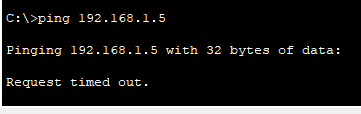 C:\>ping 192.168.1.5
Pinging 192.168.1.5 with 32 bytes of data:
Request timed out.